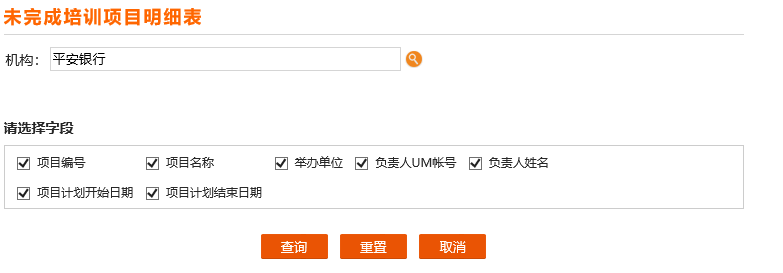 未完成培训项目明细表
机构： 平安银行
请选择字段
项目编号 项目名称 举办单位 负责人UM帐号 负责人姓名
项目计划开始日期 项目计划结束日期
查询 重置 取消